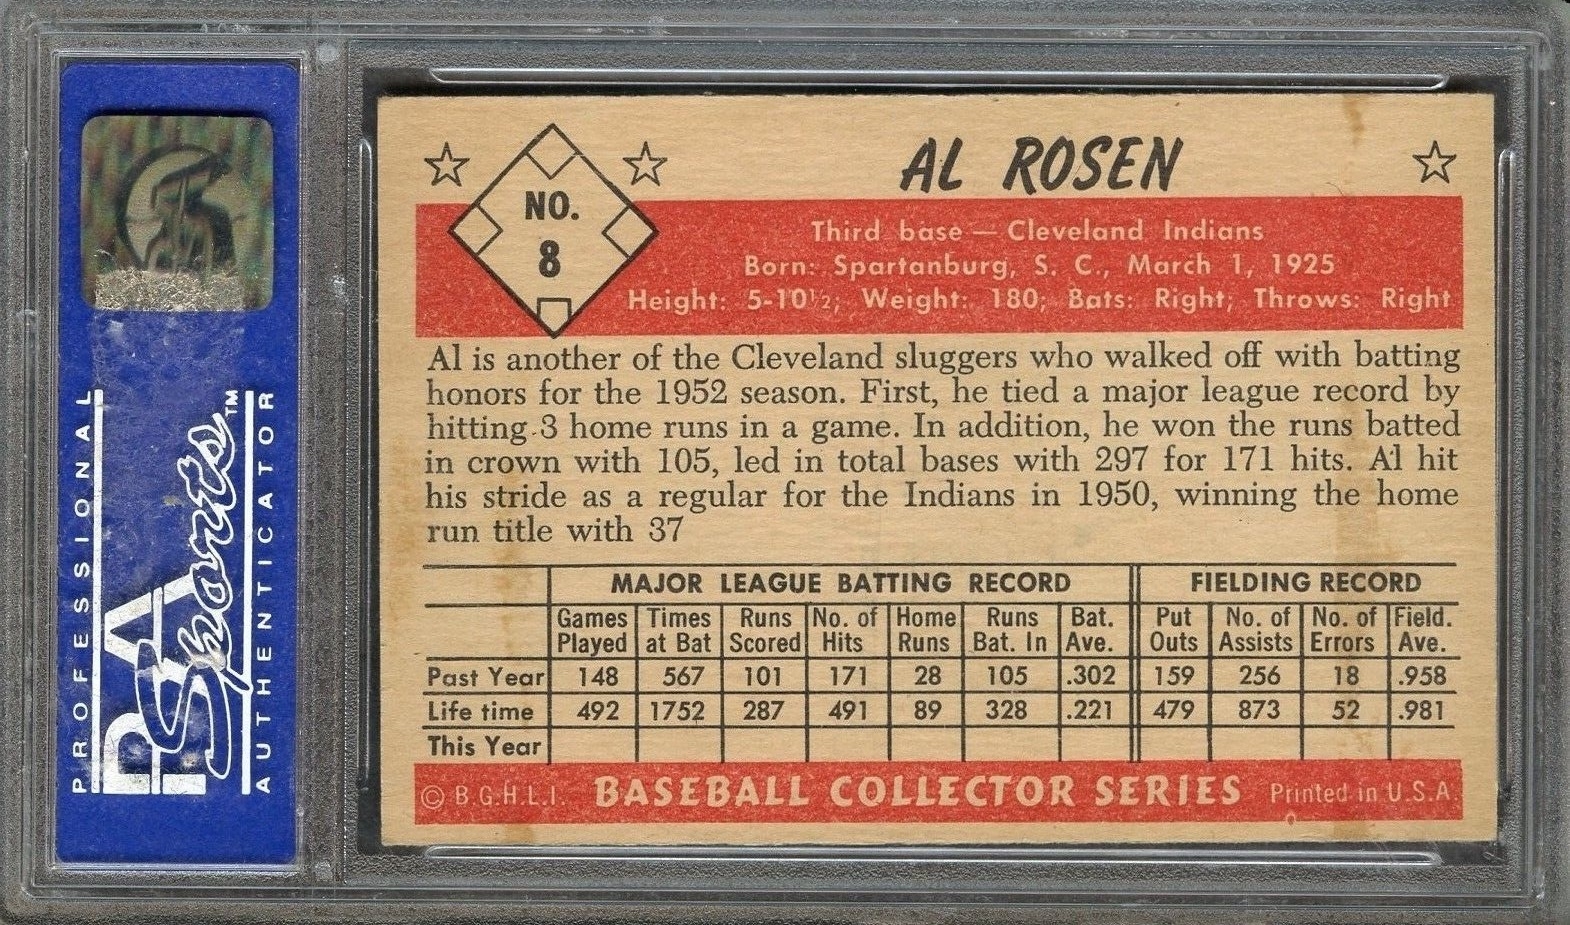 PROFESSIONAL
PSA
Sports™
AUTHENTICATOR
NO.
8
AL ROSEN
Third base — Cleveland Indians
Born: Spartanburg, S. C., March 1, 1925
Height: 5-10½; Weight: 180; Bats: Right; Throws: Right
Al is another of the Cleveland sluggers who walked off with batting
honors for the 1952 season. First, he tied a major league record by
hitting 3 home runs in a game. In addition, he won the runs batted
in crown with 105, led in total bases with 297 for 171 hits. Al hit
his stride as a regular for the Indians in 1950, winning the home
run title with 37
MAJOR LEAGUE BATTING RECORD FIELDING RECORD
Games Times Runs No. of Home Runs Bat. Put No. of No. of Field.
Played at Bat Scored Hits Runs Bat. In Ave. Outs Assists Errors Ave.
Past Year 148 567 101 171 28 105 .302 159 256 18 .958
Life time 492 1752 287 491 89 328 .221 479 873 52 .981
This Year
© B.G.H.L.I. BASEBALL COLLECTOR SERIES Printed in U.S.A